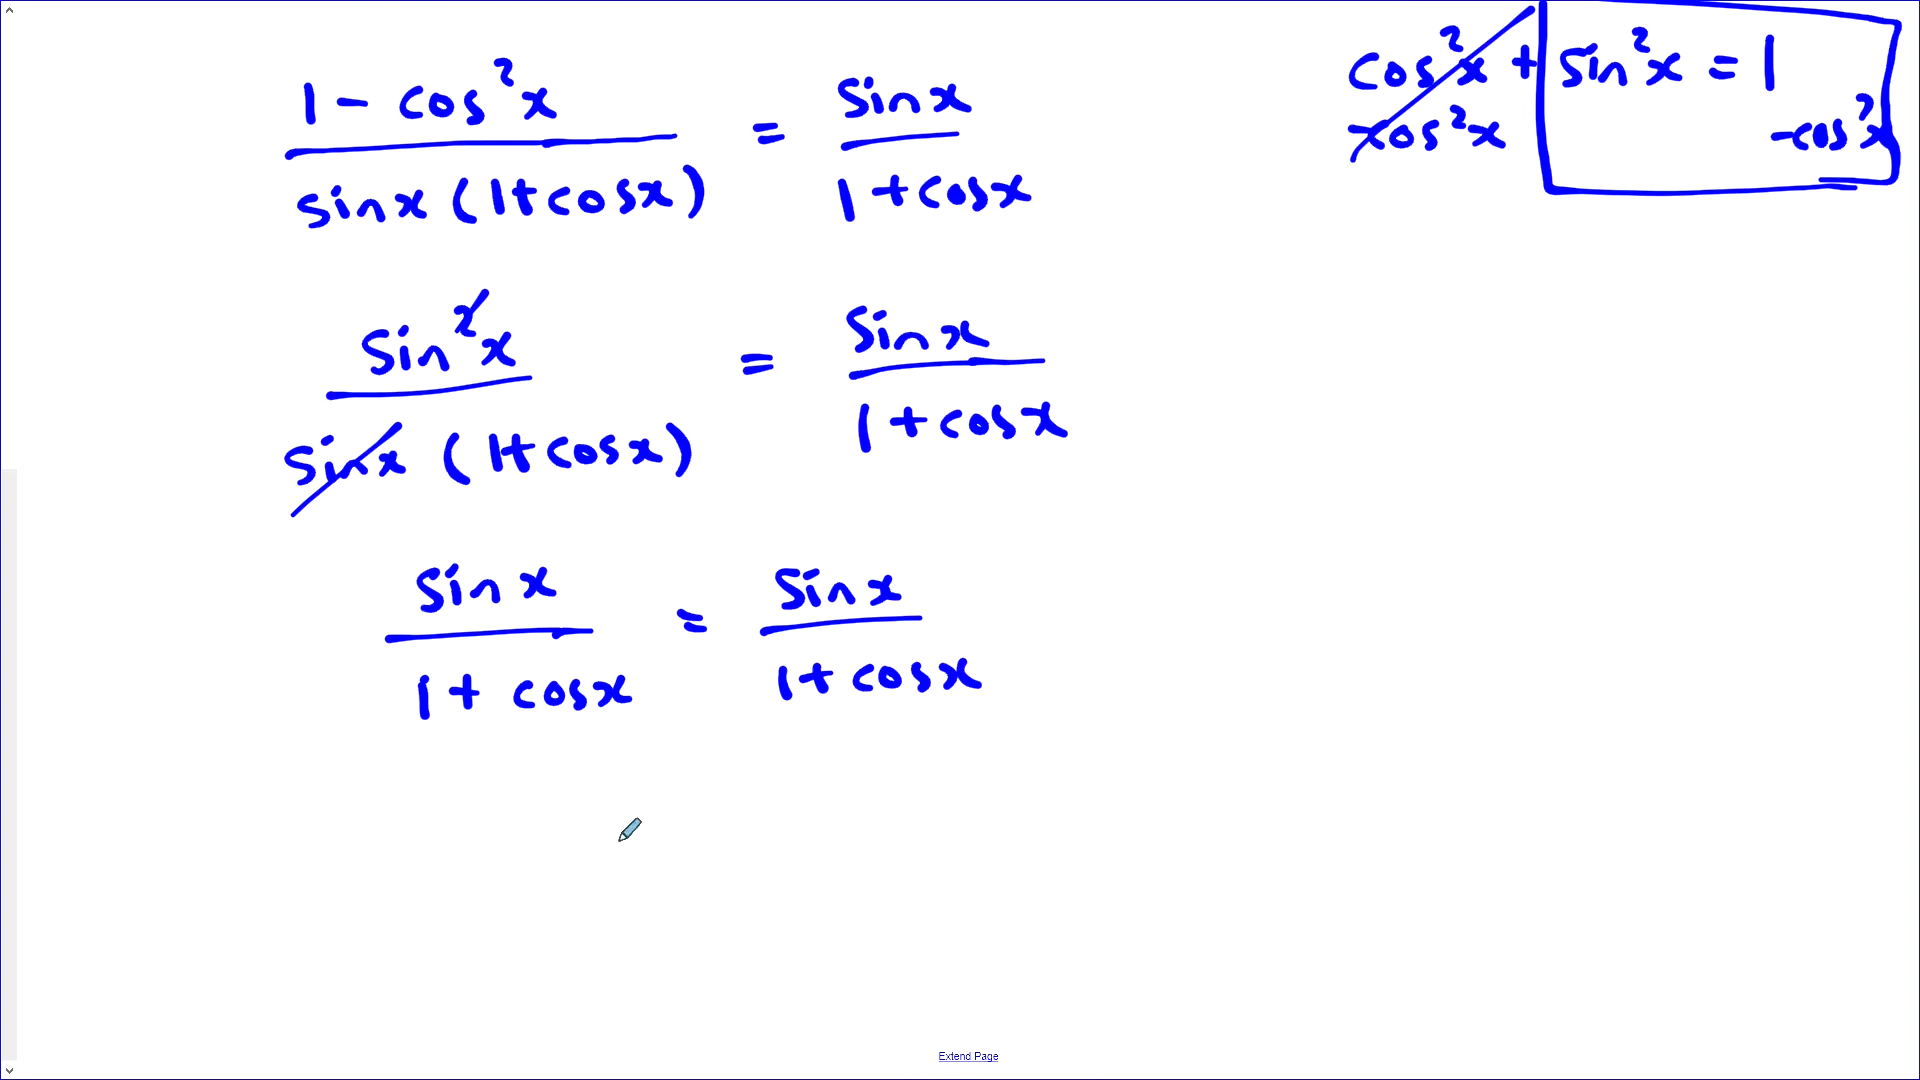 1 - cos²x / sinx (1+cosx) = sinx / 1+cosx
cos²x + sin²x = 1
-cos²x -cos²x
sin²x / sinx (1+cosx) = sinx / 1+cosx
sinx / 1+cosx = sinx / 1+cosx
Extend Page